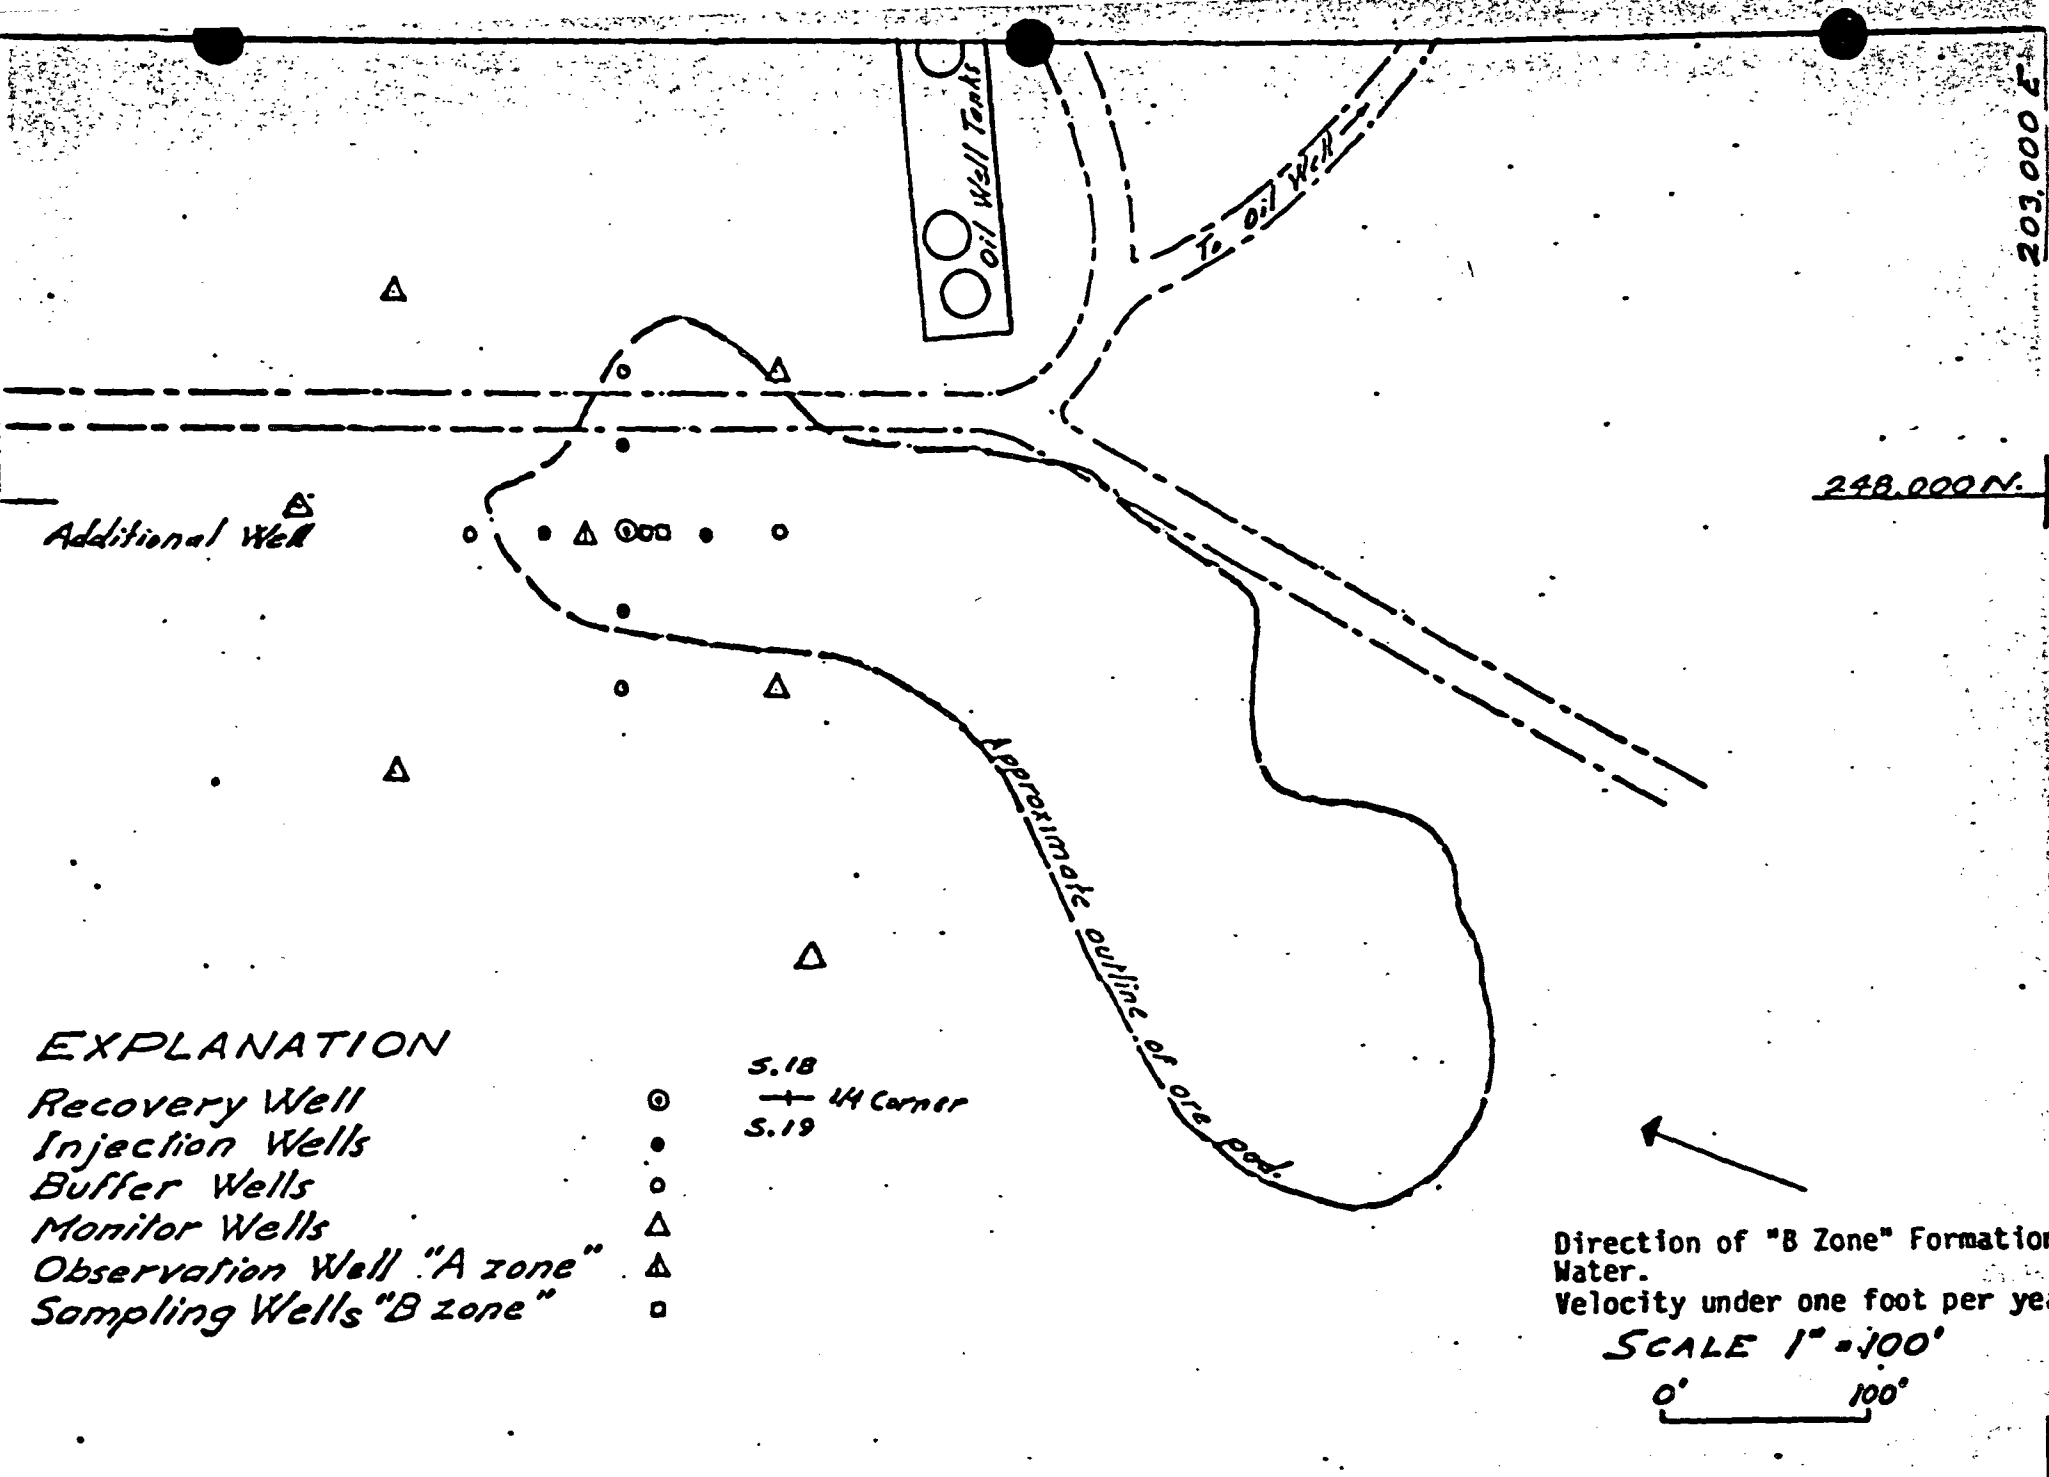 Oil Well Tanks
To Oil Well
203,000 E
248,000 N.
Additional Well
Approximate outline of ore pod.
EXPLANATION
Recovery Well
Injection Wells
Buffer Wells
Monitor Wells
Observation Well "A zone"
Sampling Wells "B zone"
S.18
1/4 Corner
S.19
Direction of "B Zone" Formation
Water.
Velocity under one foot per yea
SCALE 1" = 100'
0' 100'